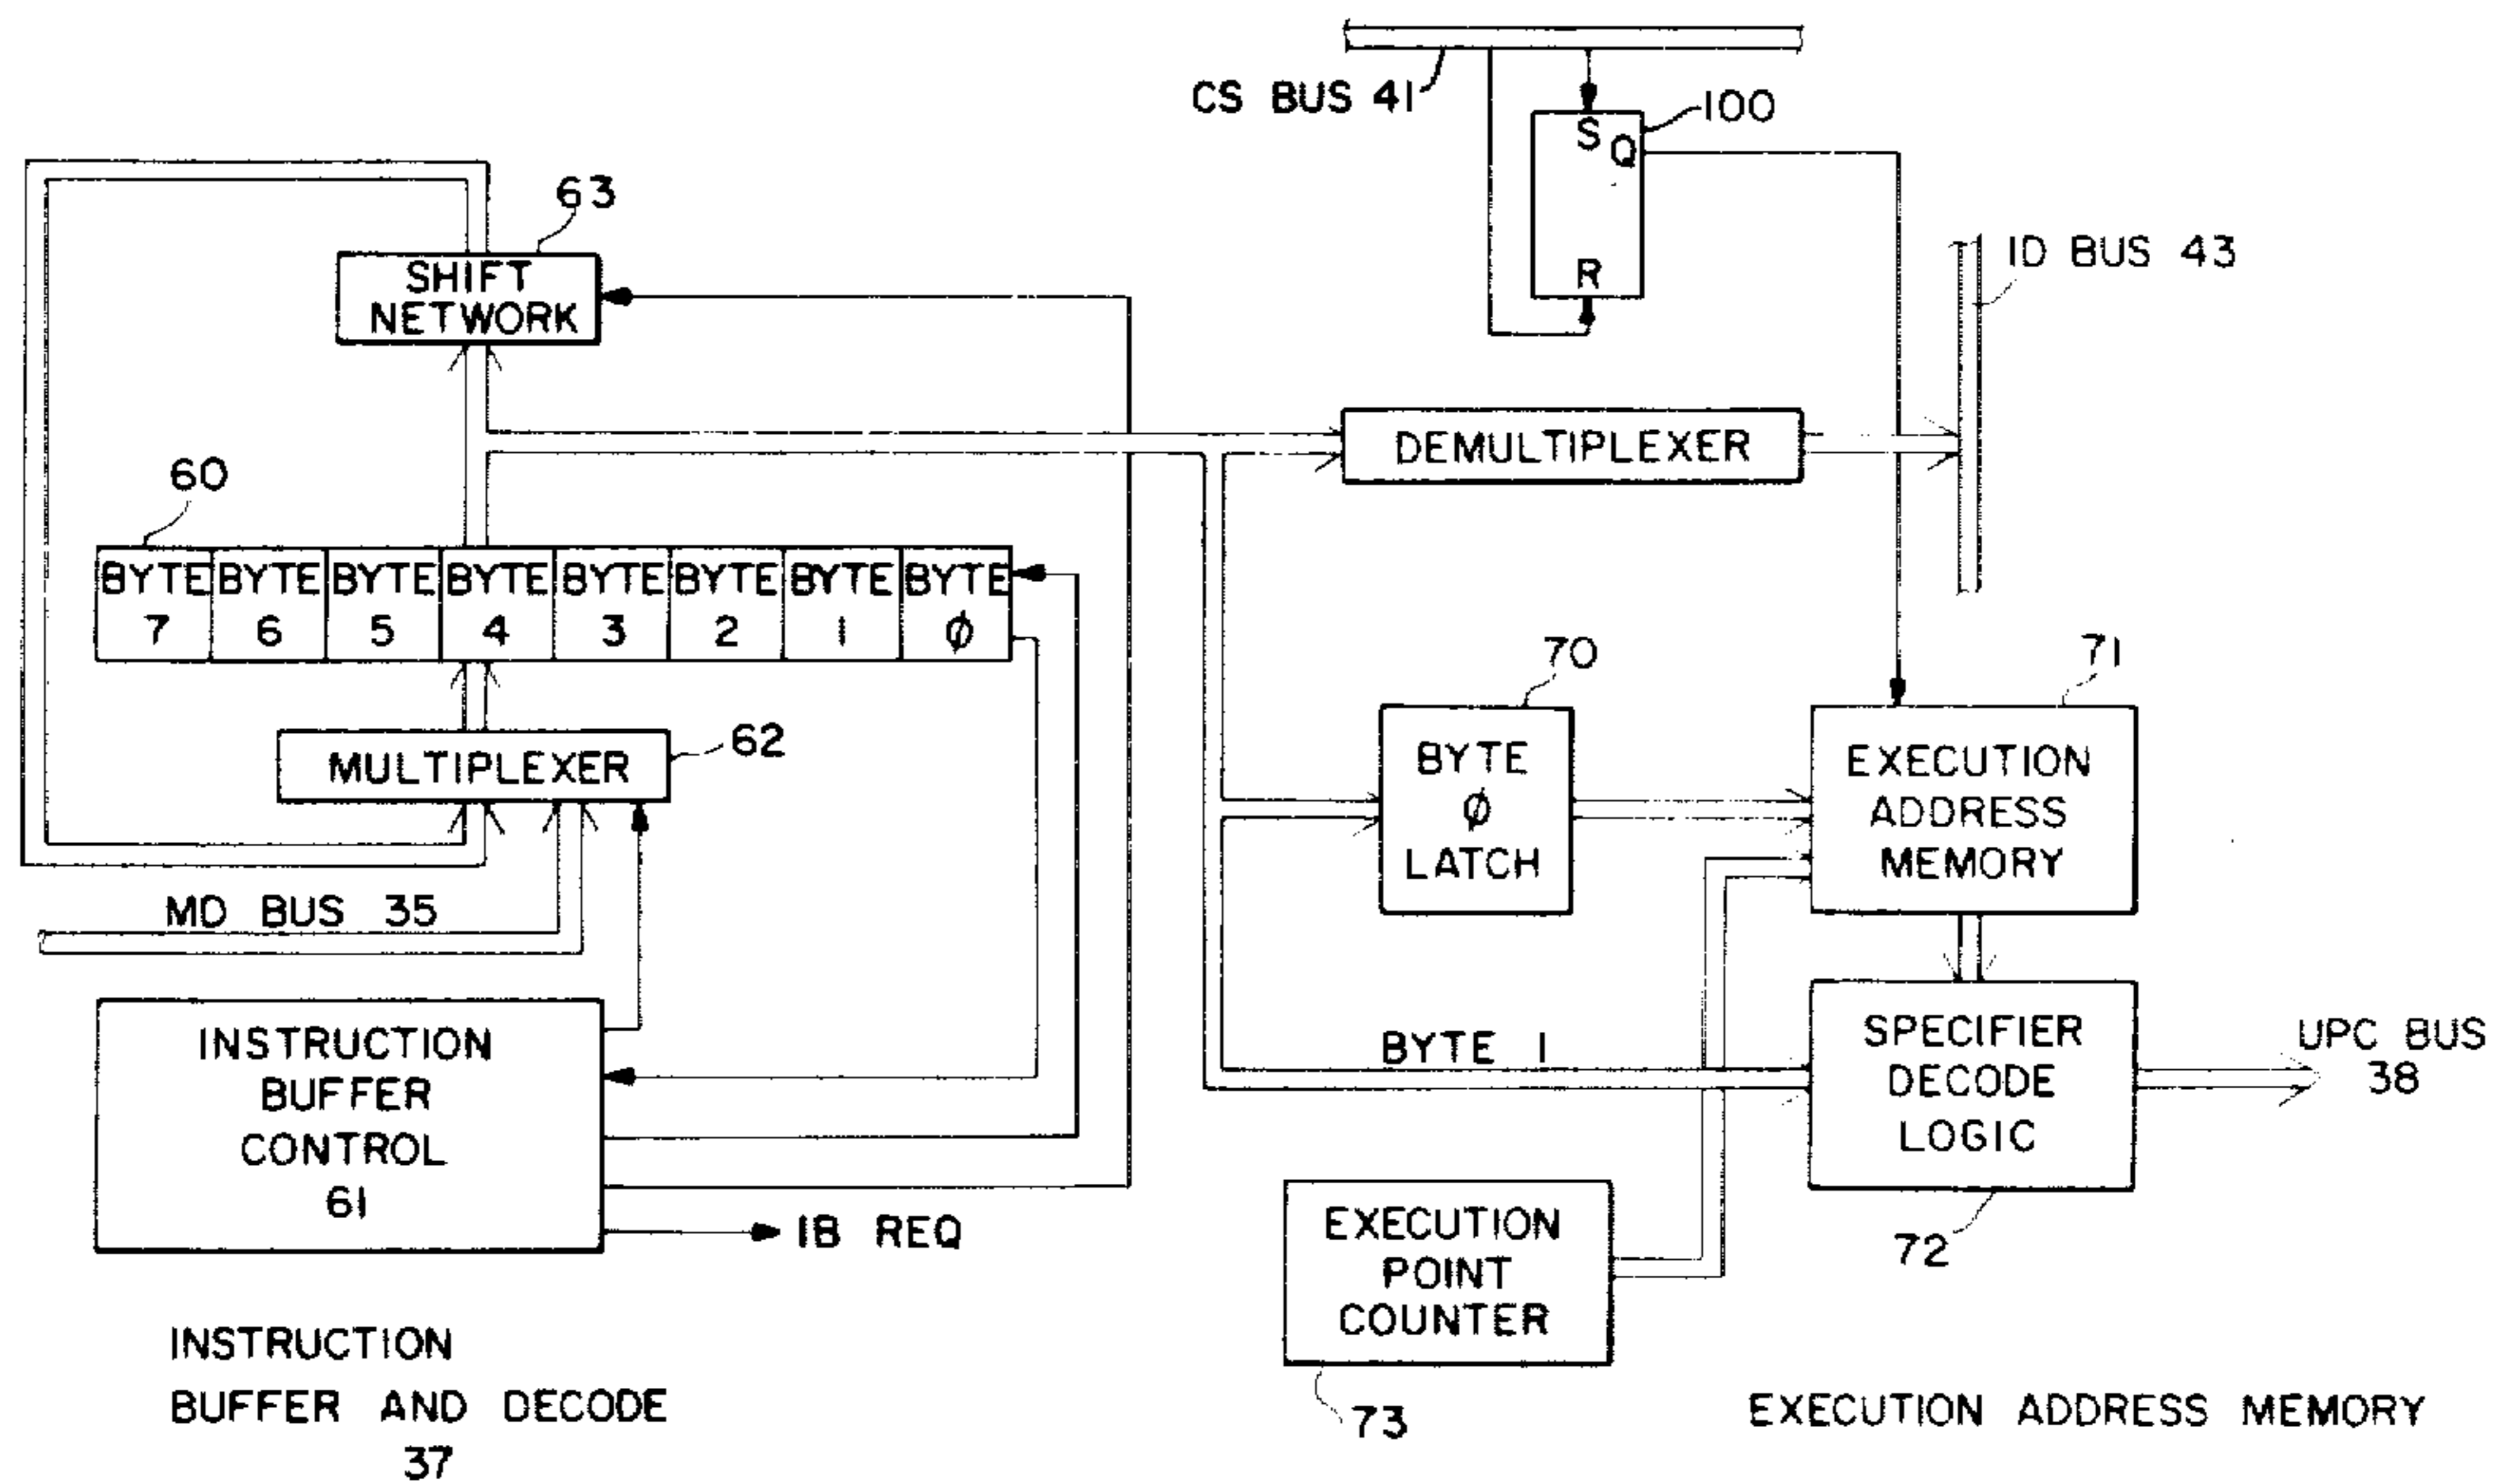 CS BUS 41
100
S
Q
R
63
SHIFT
NETWORK
ID BUS 43
DEMULTIPLEXER
60
BYTE BYTE BYTE BYTE BYTE BYTE BYTE BYTE
7 6 5 4 3 2 1 Ø
70
71
62
MULTIPLEXER
BYTE
Ø
LATCH
EXECUTION
ADDRESS
MEMORY
MD BUS 35
INSTRUCTION
BUFFER
CONTROL
61
BYTE 1
SPECIFIER
DECODE
LOGIC
UPC BUS
38
IB REQ
EXECUTION
POINT
COUNTER
72
73
INSTRUCTION
BUFFER AND DECODE
37
EXECUTION ADDRESS MEMORY